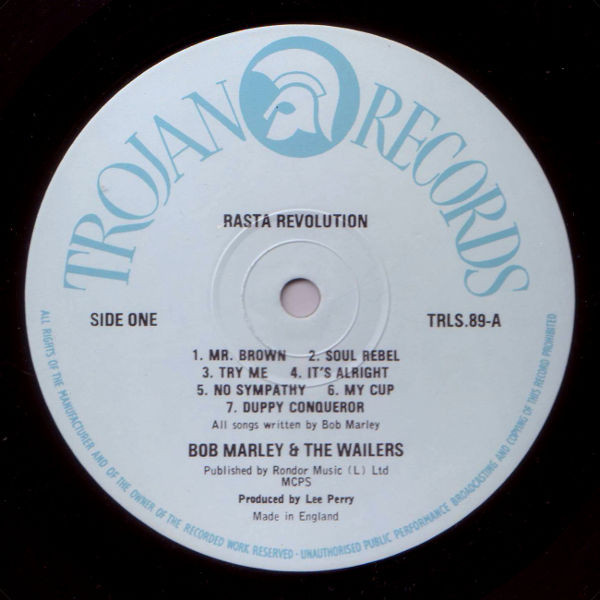 TROJAN RECORDS
RASTA REVOLUTION
SIDE ONE
TRLS.89-A
1. MR. BROWN 2. SOUL REBEL
3. TRY ME 4. IT'S ALRIGHT
5. NO SYMPATHY 6. MY CUP
7. DUPPY CONQUEROR
All songs written by Bob Marley
BOB MARLEY & THE WAILERS
Published by Rondor Music (L) Ltd
MCPS
Produced by Lee Perry
Made in England
ALL RIGHTS OF THE MANUFACTURER AND OF THE OWNER OF THE RECORDED WORK RESERVED - UNAUTHORISED PUBLIC PERFORMANCE BROADCASTING AND COPYING OF THIS RECORD PROHIBITED